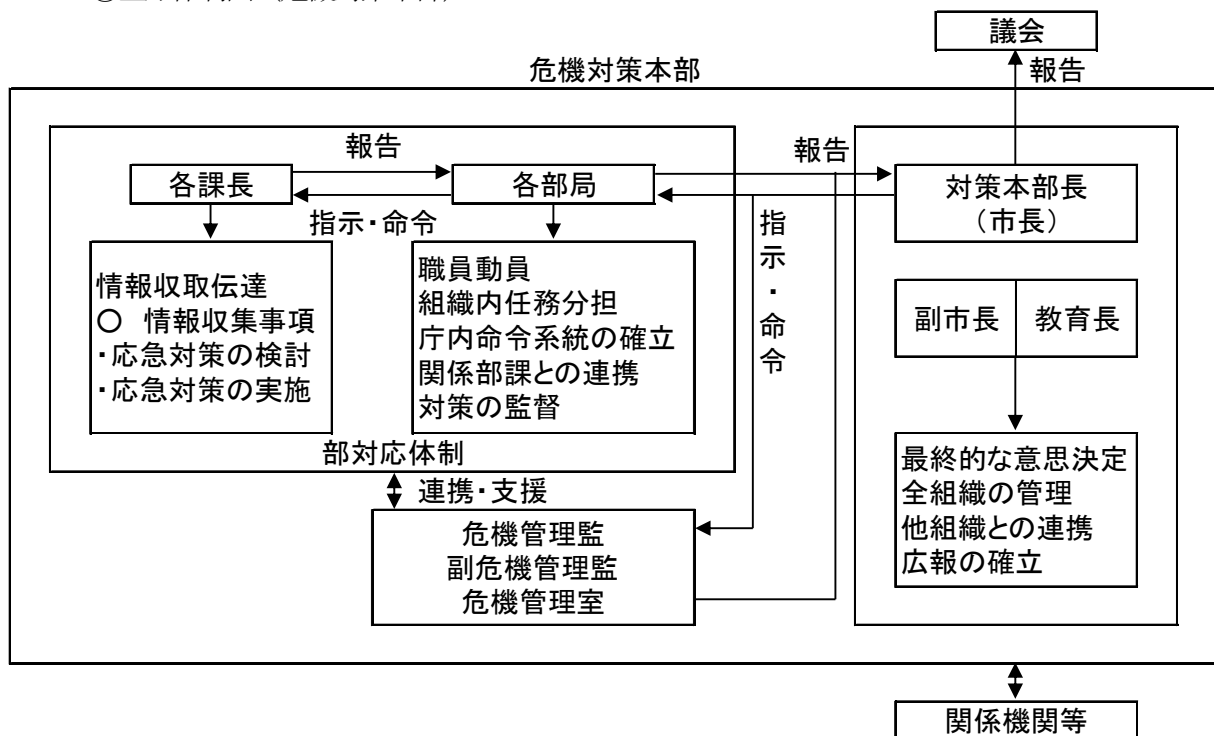 議会
報告
危機対策本部
報告
各課長
各部局
指示・命令
情報収取伝達
○ 情報収集事項
・応急対策の検討
・応急対策の実施
職員動員
組織内任務分担
庁内命令系統の確立
関係部課との連携
対策の監督
部対応体制
報告
指示・命令
対策本部長
（市長）
副市長
教育長
最終的な意思決定
全組織の管理
他組織との連携
広報の確立
連携・支援
危機管理監
副危機管理監
危機管理室
関係機関等